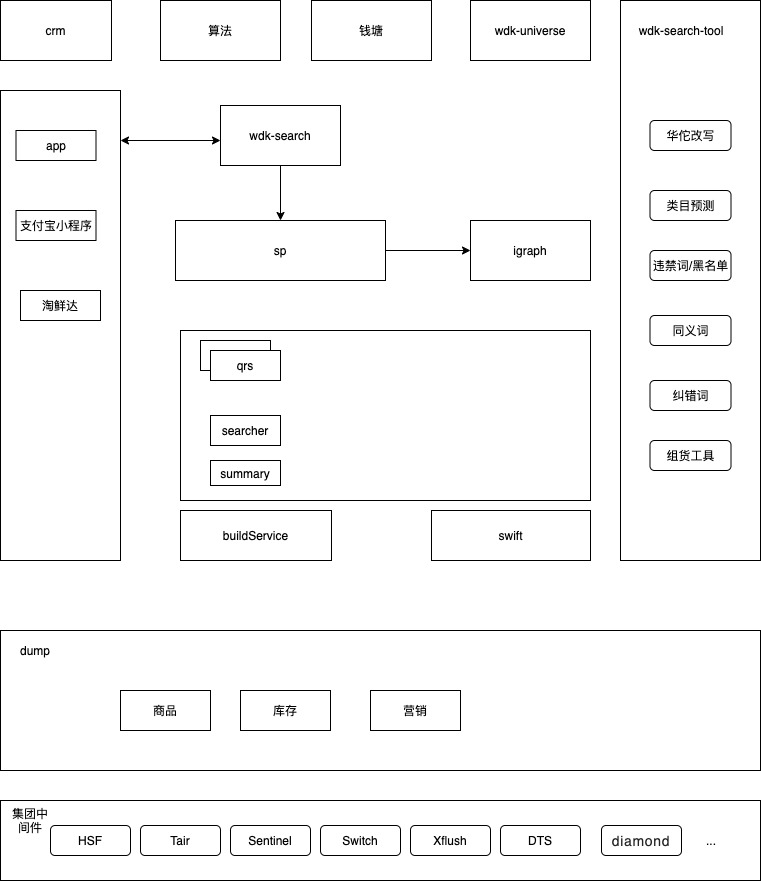 crm
算法
钱塘
wdk-universe
wdk-search-tool
app
支付宝小程序
淘鲜达
wdk-search
sp
igraph
qrs
searcher
summary
buildService
swift
华佗改写
类目预测
违禁词/黑名单
同义词
纠错词
组货工具
dump
商品
库存
营销
集团中
间件
HSF
Tair
Sentinel
Switch
Xflush
DTS
diamond
...